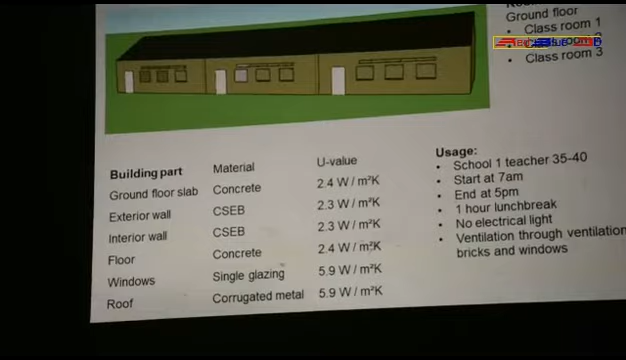 Ground floor
• Class room 1
• Class room 3
Building part Material U-value
Ground floor slab Concrete 2.4 W / m²K
Exterior wall CSEB 2.3 W / m²K
Interior wall CSEB 2.3 W / m²K
Floor Concrete 2.4 W / m²K
Windows Single glazing 5.9 W / m²K
Roof Corrugated metal 5.9 W / m²K
Usage:
• School 1 teacher 35-40
• Start at 7am
• End at 5pm
• 1 hour lunchbreak
• No electrical light
• Ventilation through ventilation
bricks and windows